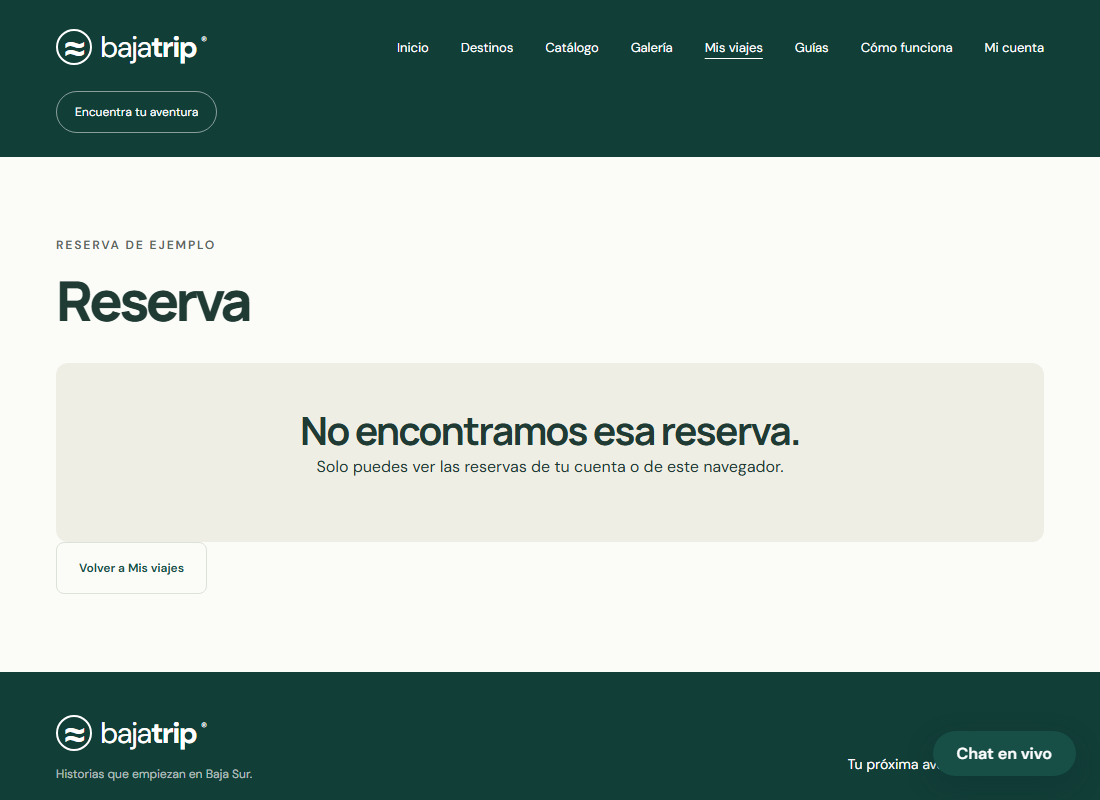 bajatrip®
Inicio
Destinos
Catálogo
Galería
Mis viajes
Guías
Cómo funciona
Mi cuenta
Encuentra tu aventura
RESERVA DE EJEMPLO
Reserva
No encontramos esa reserva.
Solo puedes ver las reservas de tu cuenta o de este navegador.
Volver a Mis viajes
bajatrip®
Historias que empiezan en Baja Sur.
Tu próxima
Chat en vivo